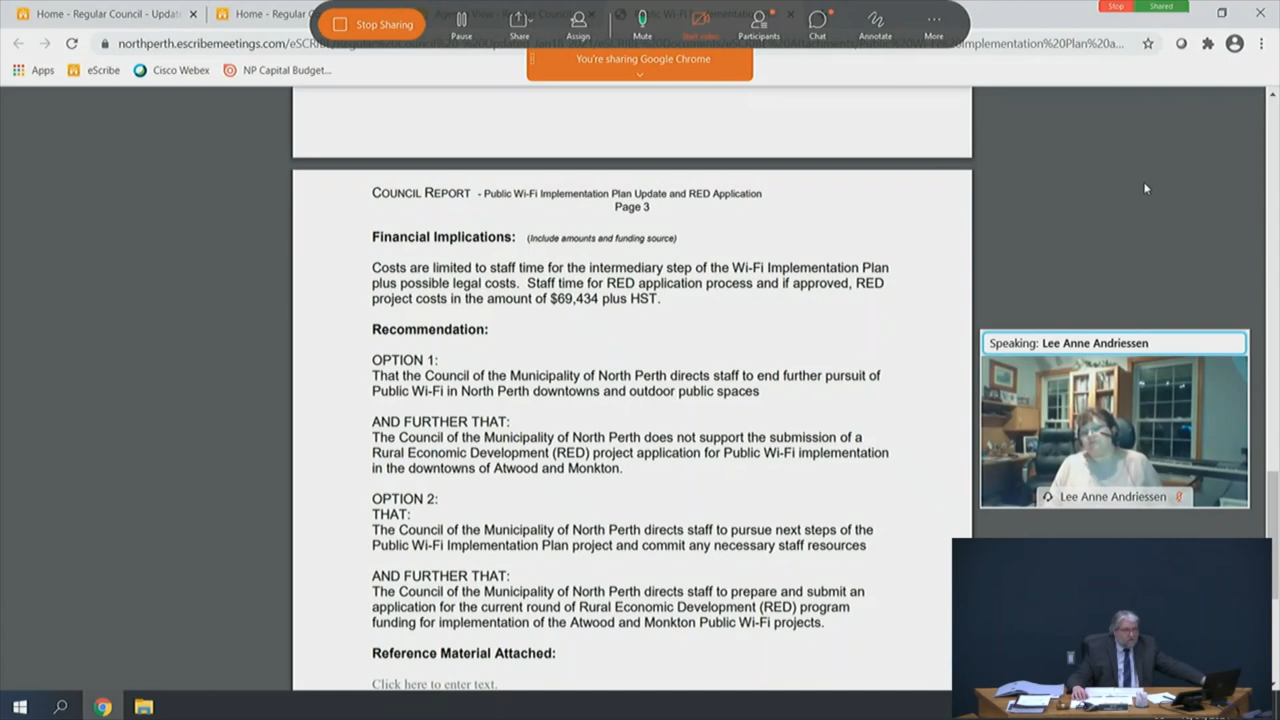 Home - Regular Council - Updat
Home - Regular
Stop Sharing
Pause
Share
Assign
Mute
Start video
Participants
Chat
Annotate
More
Stop
Shared
northperth.escribemeetings.com/eSCRIBE
Implementation%20Plan%20a...
You're sharing Google Chrome
Apps
eScribe
Cisco Webex
NP Capital Budget...
COUNCIL REPORT - Public Wi-Fi Implementation Plan Update and RED Application
Page 3
Financial Implications: (Include amounts and funding source)
Costs are limited to staff time for the intermediary step of the Wi-Fi Implementation Plan
plus possible legal costs. Staff time for RED application process and if approved, RED
project costs in the amount of $69,434 plus HST.
Recommendation:
OPTION 1:
That the Council of the Municipality of North Perth directs staff to end further pursuit of
Public Wi-Fi in North Perth downtowns and outdoor public spaces
AND FURTHER THAT:
The Council of the Municipality of North Perth does not support the submission of a
Rural Economic Development (RED) project application for Public Wi-Fi implementation
in the downtowns of Atwood and Monkton.
OPTION 2:
THAT:
The Council of the Municipality of North Perth directs staff to pursue next steps of the
Public Wi-Fi Implementation Plan project and commit any necessary staff resources
AND FURTHER THAT:
The Council of the Municipality of North Perth directs staff to prepare and submit an
application for the current round of Rural Economic Development (RED) program
funding for implementation of the Atwood and Monkton Public Wi-Fi projects.
Reference Material Attached:
Click here to enter text.
Speaking: Lee Anne Andriessen
Lee Anne Andriessen